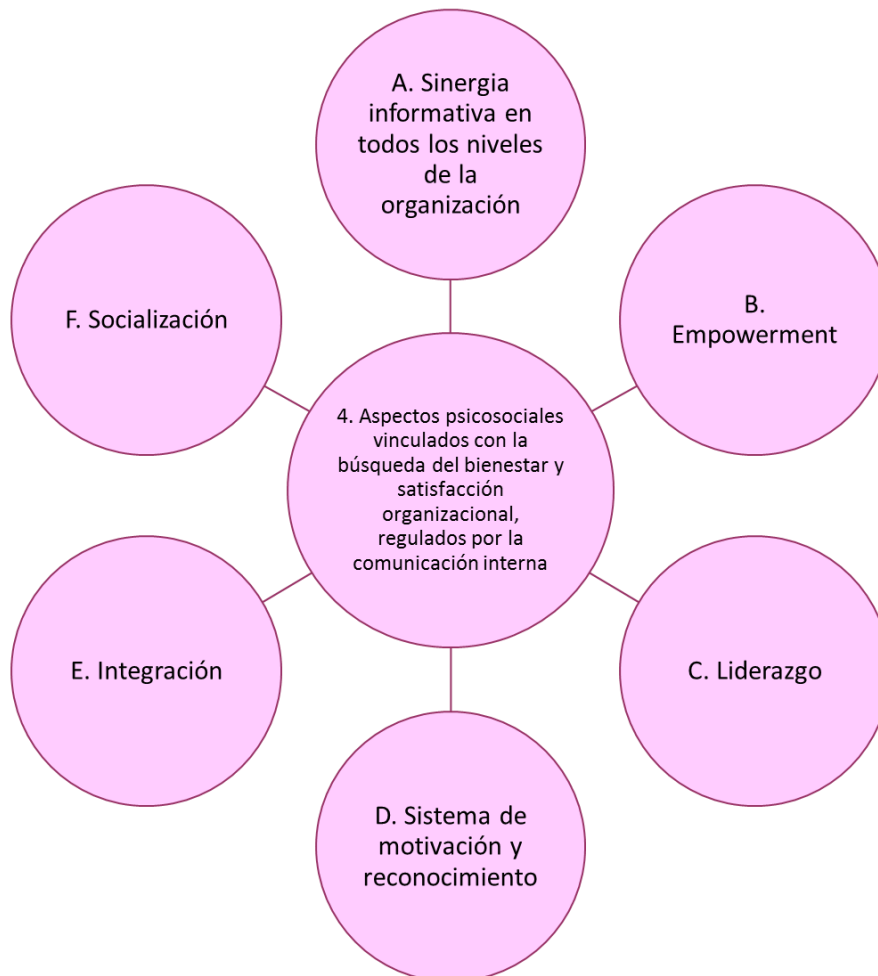 A. Sinergia
informativa en
todos los niveles
de la
organización
B.
Empowerment
C. Liderazgo
D. Sistema de
motivación y
reconocimiento
E. Integración
F. Socialización
4. Aspectos psicosociales
vinculados con la
búsqueda del bienestar y
satisfacción
organizacional,
regulados por la
comunicación interna